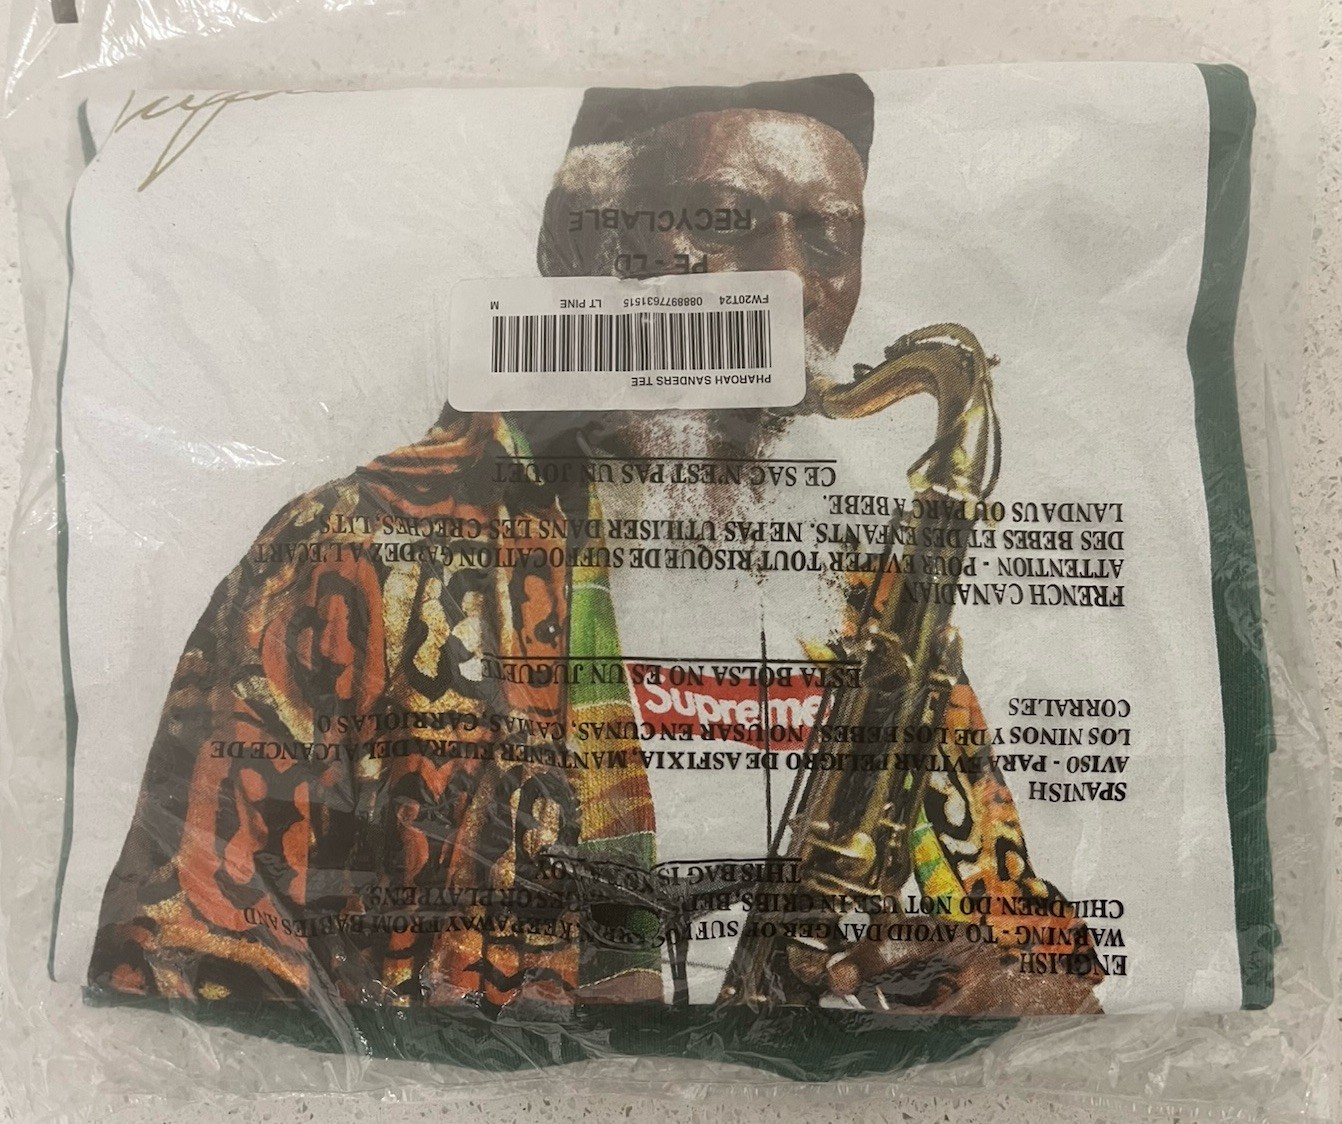 PHAROAH SANDERS TEE
FW20T24 0888977631515 LT PINE M
Supreme
RECYCLABLE
PE - LD
ENGLISH
WARNING - TO AVOID DANGER OF KEEP AWAY FROM BABIES AND
CHILDREN. DO NOT USE IN CRIBS, OR PLAYPENS
THIS BAG IS TOY
SPANISH
AVISO - PARA EVITAR PELIGRO DE ASFIXIA, MANTENER FUERA DEL ALCANCE DE
LOS NINOS Y DE LOS BEBES. NO USAR EN CUNAS, CAMAS, CARRIOLAS O
CORRALES
ESTA BOLSA NO ES UN JUGUETE
FRENCH CANADIAN
ATTENTION - POUR EVITER TOUT RISQUE DE SUFFOCATION GARDEZ A L'ECART
DES BEBES ET DES ENFANTS. NE PAS UTILISER DANS LES CRECHES, LITS,
LANDAUS OU PARC A BEBE.
CE SAC N'EST PAS UN JOUET